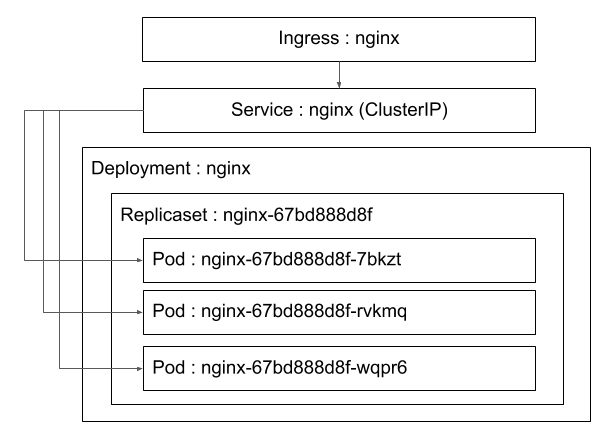 Ingress : nginx
Service : nginx (ClusterIP)
Deployment : nginx
Replicaset : nginx-67bd888d8f
Pod : nginx-67bd888d8f-7bkzt
Pod : nginx-67bd888d8f-rvkmq
Pod : nginx-67bd888d8f-wqpr6